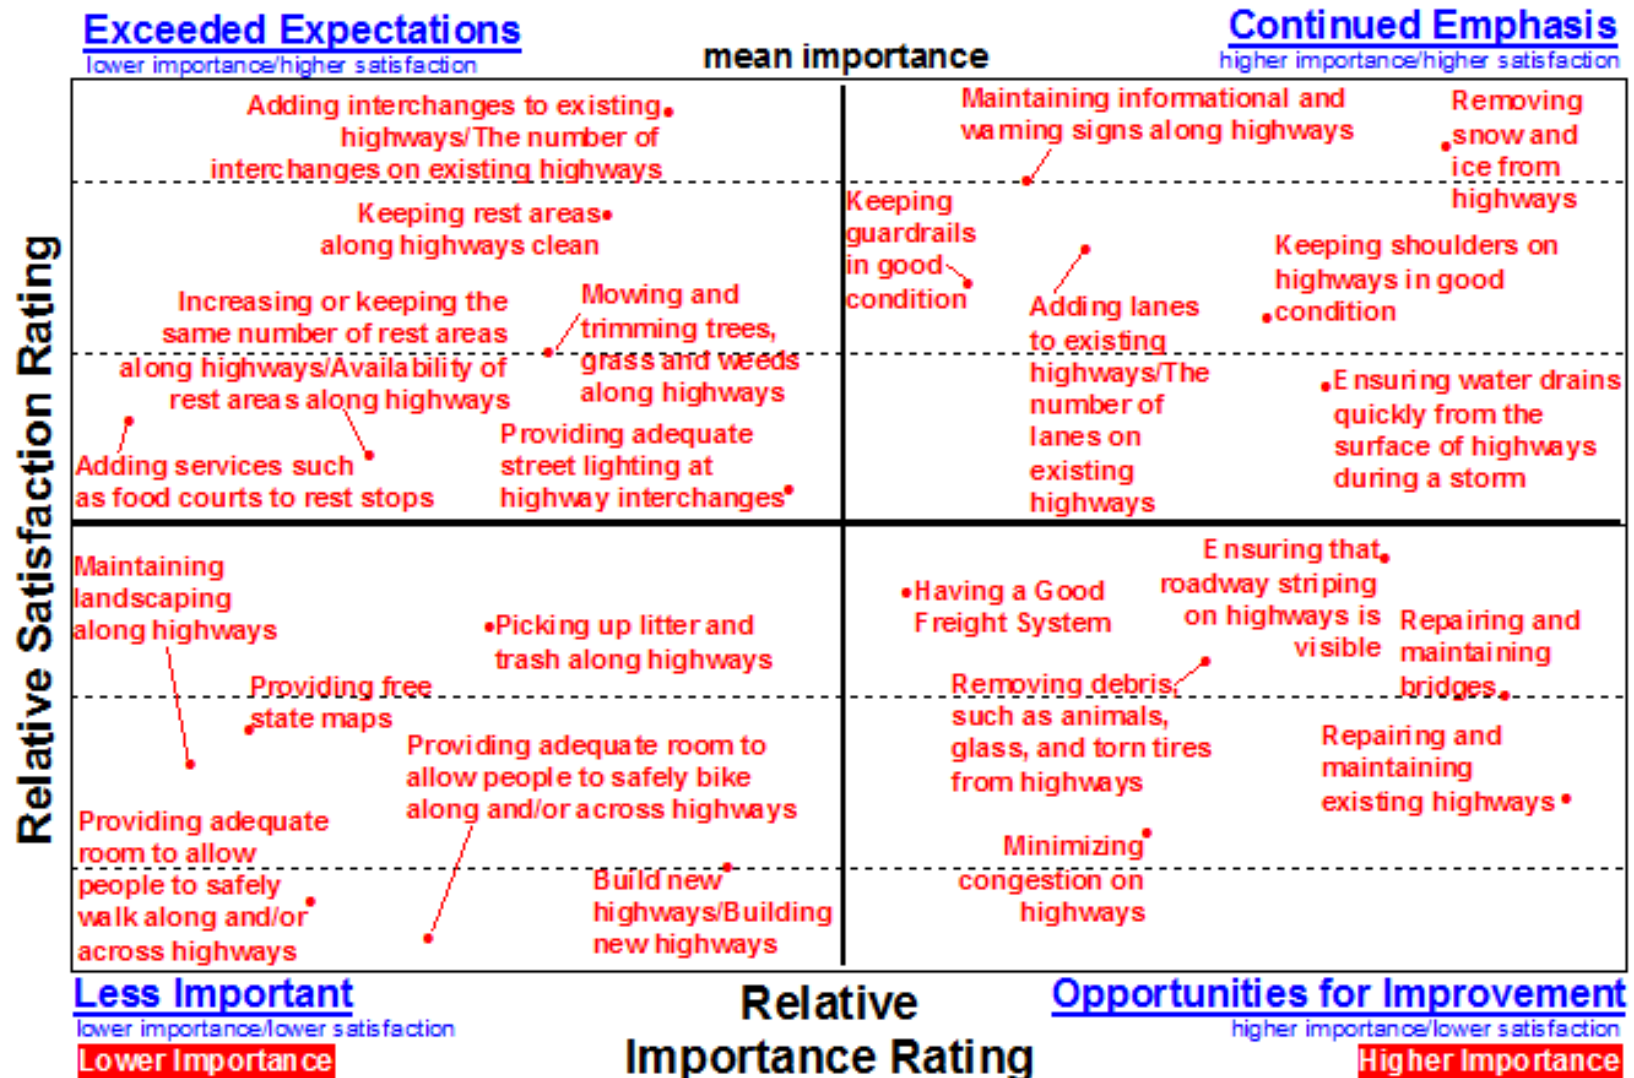 Exceeded Expectations
lower importance/higher satisfaction
mean importance
Continued Emphasis
higher importance/higher satisfaction
Relative Satisfaction Rating
Adding interchanges to existing
highways/The number of
interchanges on existing highways
Keeping rest areas
along highways clean
Increasing or keeping the
same number of rest areas
along highways/Availability of
rest areas along highways
Mowing and
trimming trees,
grass and weeds
along highways
Adding services such
as food courts to rest stops
Providing adequate
street lighting at
highway interchanges
Maintaining informational and
warning signs along highways
Removing
snow and
ice from
highways
Keeping
guardrails
in good
condition
Adding lanes
to existing
highways/The
number of
lanes on
existing
highways
Keeping shoulders on
highways in good
condition
Ensuring water drains
quickly from the
surface of highways
during a storm
Maintaining
landscaping
along highways
Picking up litter and
trash along highways
Providing free
state maps
Providing adequate room to
allow people to safely bike
along and/or across highways
Providing adequate
room to allow
people to safely
walk along and/or
across highways
Build new
highways/Building
new highways
Having a Good
Freight System
Ensuring that
roadway striping
on highways is
visible
Repairing and
maintaining
bridges
Removing debris,
such as animals,
glass, and torn tires
from highways
Repairing and
maintaining
existing highways
Minimizing
congestion on
highways
Less Important
lower importance/lower satisfaction
Lower Importance
Relative
Importance Rating
Opportunities for Improvement
higher importance/lower satisfaction
Higher Importance